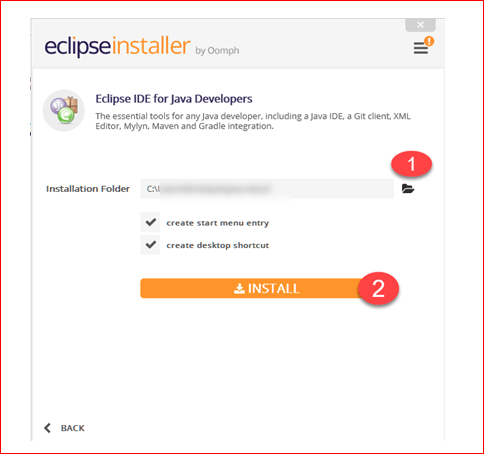 eclipseinstaller by Oomph
!
Eclipse IDE for Java Developers
The essential tools for any Java developer, including a Java IDE, a Git client, XML
Editor, Mylyn, Maven and Gradle integration.
1
Installation Folder C:\
create start menu entry
create desktop shortcut
INSTALL 2
BACK